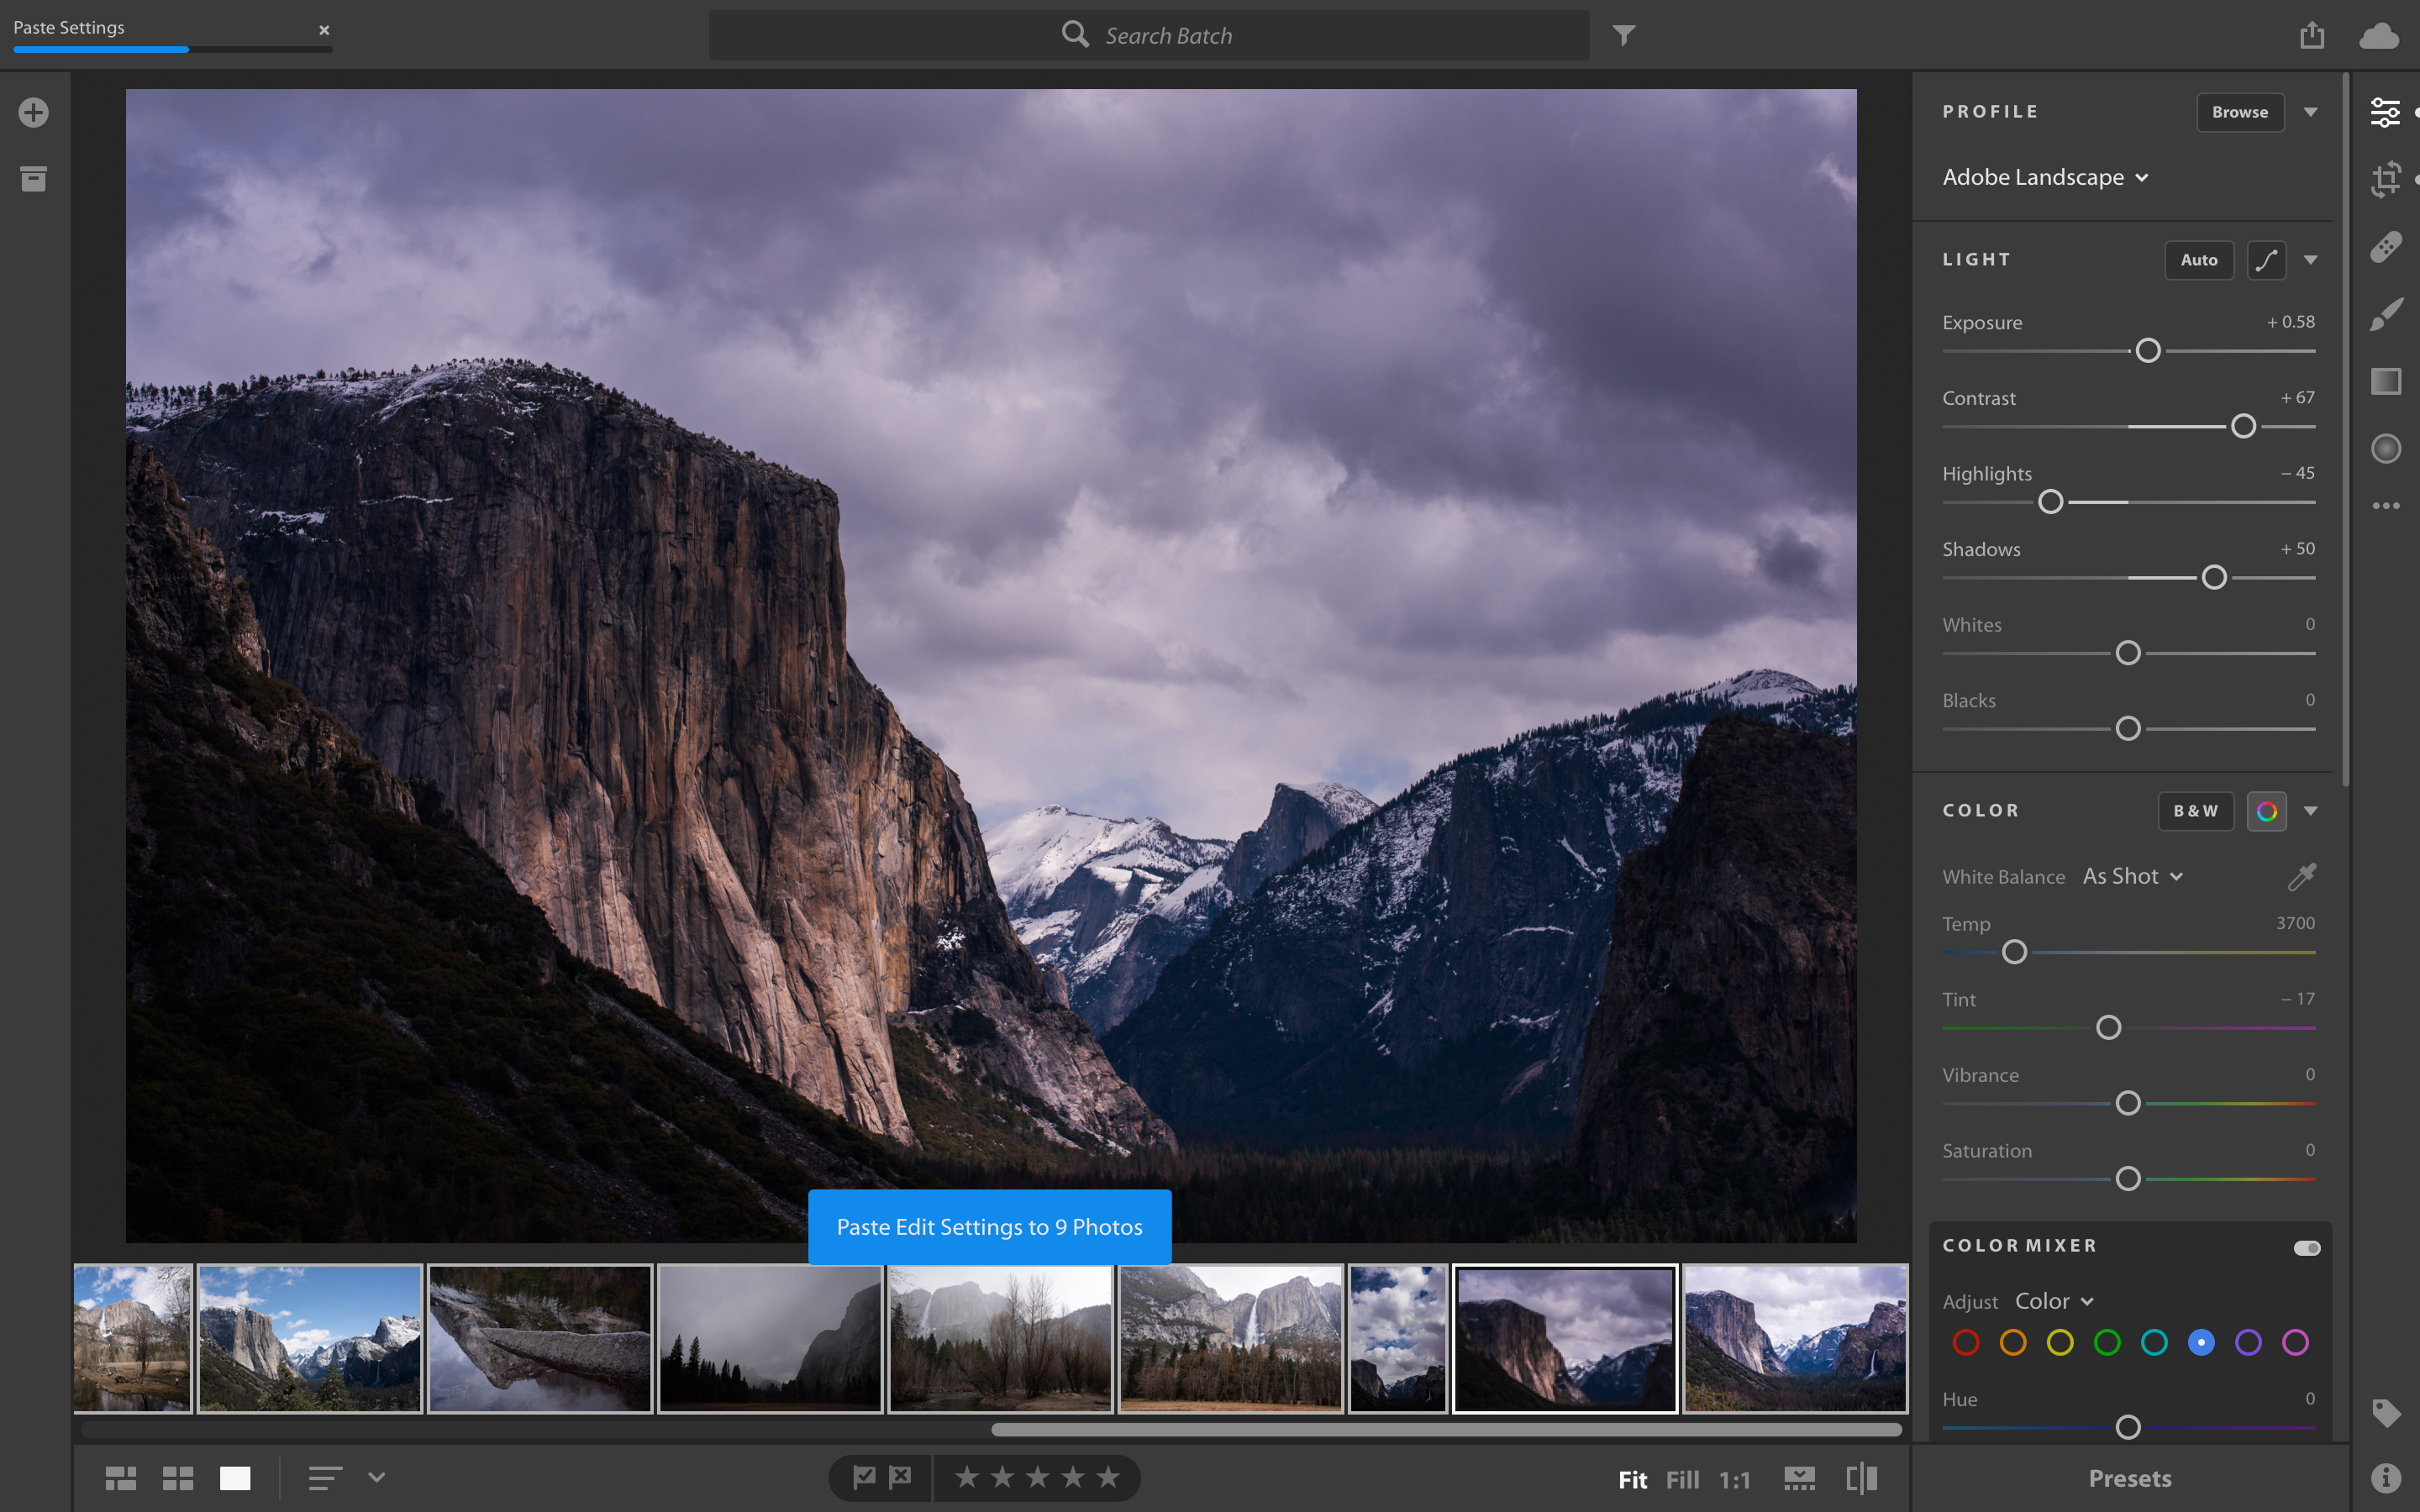 Paste Settings
Search Batch
PROFILE
Browse
Adobe Landscape
LIGHT
Auto
Exposure
+ 0.58
Contrast
+ 67
Highlights
− 45
Shadows
+ 50
Whites
0
Blacks
0
COLOR
B & W
White Balance As Shot
Temp
3700
Tint
− 17
Vibrance
0
Saturation
0
COLOR MIXER
Adjust Color
Hue
0
Paste Edit Settings to 9 Photos
Fit Fill 1:1
Presets